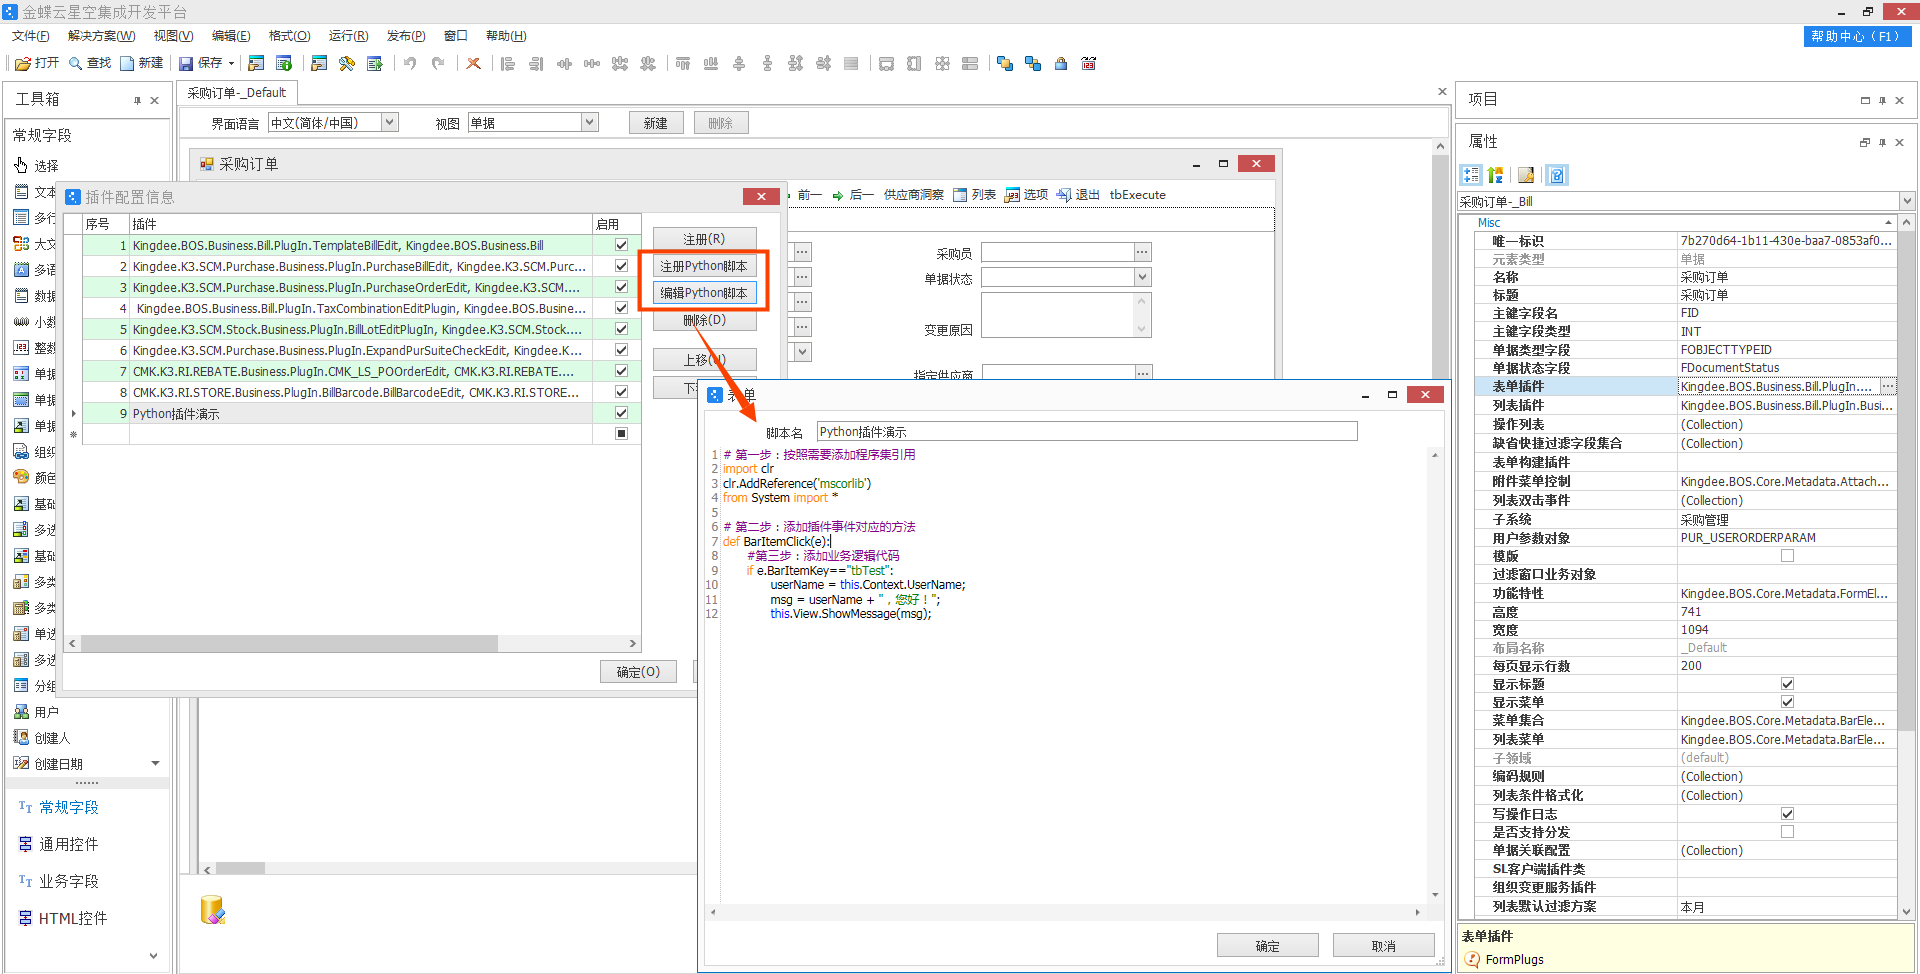 金蝶云星空集成开发平台
文件(F) 解决方案(W) 视图(V) 编辑(E) 格式(O) 运行(R) 发布(P) 窗口 帮助(H)
帮助中心（F1）
打开 查找 新建 保存
工具箱
常规字段
选择
文本
多行
大文
多语
数据
小数
整数
单据
单据
单据
组织
颜色
基础
多选
基础
多类
多类
单选
多选
分组
用户
创建人
创建日期
常规字段
通用控件
业务字段
HTML控件
采购订单-_Default
界面语言 中文(简体/中国) 视图 单据 新建 删除
采购订单
前一 后一 供应商洞察 列表 选项 退出 tbExecute
采购员
单据状态
变更原因
指定供应商
插件配置信息
序号 插件 启用
1 Kingdee.BOS.Business.Bill.PlugIn.TemplateBillEdit, Kingdee.BOS.Business.Bill
2 Kingdee.K3.SCM.Purchase.Business.PlugIn.PurchaseBillEdit, Kingdee.K3.SCM.Purc...
3 Kingdee.K3.SCM.Purchase.Business.PlugIn.PurchaseOrderEdit, Kingdee.K3.SCM....
4 Kingdee.BOS.Business.Bill.PlugIn.TaxCombinationEditPlugin, Kingdee.BOS.Busine...
5 Kingdee.K3.SCM.Stock.Business.PlugIn.BillLotEditPlugIn, Kingdee.K3.SCM.Stock....
6 Kingdee.K3.SCM.Purchase.Business.PlugIn.ExpandPurSuiteCheckEdit, Kingdee.K...
7 CMK.K3.RI.REBATE.Business.PlugIn.CMK_LS_POOrderEdit, CMK.K3.RI.REBATE....
8 CMK.K3.RI.STORE.Business.PlugIn.BillBarcode.BillBarcodeEdit, CMK.K3.RI.STORE...
9 Python插件演示
注册(R)
注册Python脚本
编辑Python脚本
删除(D)
上移(U)
下
确定(O)
表单
脚本名 Python插件演示
1 # 第一步：按照需要添加程序集引用
2 import clr
3 clr.AddReference('mscorlib')
4 from System import *
5
6 # 第二步：添加插件事件对应的方法
7 def BarItemClick(e):
8 #第三步：添加业务逻辑代码
9 if e.BarItemKey=="tbTest":
10 userName = this.Context.UserName;
11 msg = userName + "，您好！";
12 this.View.ShowMessage(msg);
确定 取消
项目
属性
采购订单-_Bill
Misc
唯一标识 7b270d64-1b11-430e-baa7-0853af0...
元素类型 单据
名称 采购订单
标题 采购订单
主键字段名 FID
主键字段类型 INT
单据类型字段 FOBJECTTYPEID
单据状态字段 FDocumentStatus
表单插件 Kingdee.BOS.Business.Bill.PlugIn....
列表插件 Kingdee.BOS.Business.Bill.PlugIn.Busi...
操作列表 (Collection)
缺省快捷过滤字段集合 (Collection)
表单构建插件
附件菜单控制 Kingdee.BOS.Core.Metadata.Attach...
列表双击事件 (Collection)
子系统 采购管理
用户参数对象 PUR_USERORDERPARAM
模版
过滤窗口业务对象
功能特性 Kingdee.BOS.Core.Metadata.FormEl...
高度 741
宽度 1094
布局名称 _Default
每页显示行数 200
显示标题
显示菜单
菜单集合 Kingdee.BOS.Core.Metadata.BarEle...
列表菜单 Kingdee.BOS.Core.Metadata.BarEle...
子领域 (default)
编码规则 (Collection)
列表条件格式化 (Collection)
写操作日志
是否支持分发
单据关联配置 (Collection)
SL客户端插件类
组织变更服务插件
列表默认过滤方案 本月
表单插件
FormPlugs